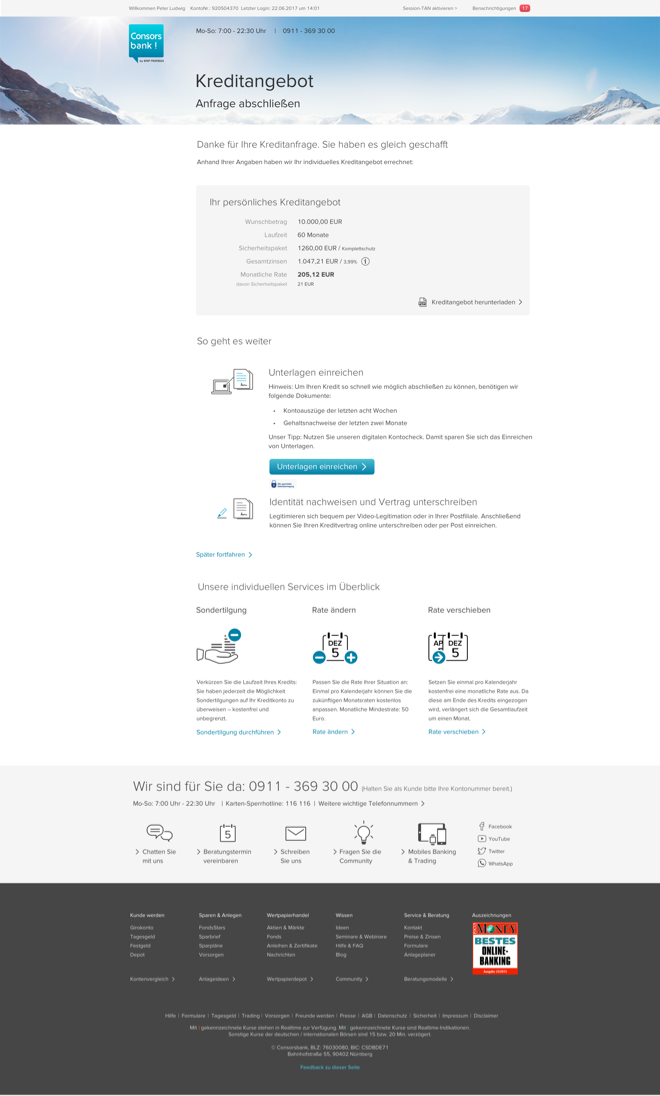 Willkommen Peter Ludwig KontoNr.: 920504370 Letzter Login: 22.06.2017 um 14:01 Session-TAN aktivieren > Benachrichtigungen 17
Consors
bank!
by BNP PARIBAS
Mo-So: 7:00 - 22:30 Uhr | 0911 - 369 30 00
Kreditangebot
Anfrage abschließen
Danke für Ihre Kreditanfrage. Sie haben es gleich geschafft
Anhand Ihrer Angaben haben wir Ihr individuelles Kreditangebot errechnet:
Ihr persönliches Kreditangebot
Wunschbetrag 10.000,00 EUR
Laufzeit 60 Monate
Sicherheitspaket 1260,00 EUR / Komplettschutz
Gesamtzinsen 1.047,21 EUR / 3,99% i
Monatliche Rate 205,12 EUR
davon Sicherheitspaket 21 EUR
Kreditangebot herunterladen >
So geht es weiter
Unterlagen einreichen
Hinweis: Um Ihren Kredit so schnell wie möglich abschließen zu können, benötigen wir
folgende Dokumente:
• Kontoauszüge der letzten acht Wochen
• Gehaltsnachweise der letzten zwei Monate
Unser Tipp: Nutzen Sie unseren digitalen Kontocheck. Damit sparen Sie sich das Einreichen
von Unterlagen.
Unterlagen einreichen >
Identität nachweisen und Vertrag unterschreiben
Legitimieren sich bequem per Video-Legitimation oder in Ihrer Postfiliale. Anschließend
können Sie Ihren Kreditvertrag online unterschreiben oder per Post einreichen.
Später fortfahren >
Unsere individuellen Services im Überblick
Sondertilgung
Rate ändern
Rate verschieben
DEZ
5
AP
DEZ
5
Verkürzen Sie die Laufzeit Ihres Kredits:
Sie haben jederzeit die Möglichkeit
Sondertilgungen auf Ihr Kreditkonto zu
überweisen – kostenfrei und
unbegrenzt.
Sondertilgung durchführen >
Passen Sie die Rate Ihrer Situation an:
Einmal pro Kalenderjahr können Sie die
zukünftigen Monatsraten kostenlos
anpassen. Monatliche Mindestrate: 50
Euro.
Rate ändern >
Setzen Sie einmal pro Kalenderjahr
kostenfrei eine monatliche Rate aus. Da
diese am Ende des Kredits eingezogen
wird, verlängert sich die Gesamtlaufzeit
um einen Monat.
Rate verschieben >
Wir sind für Sie da: 0911 - 369 30 00 (Halten Sie als Kunde bitte Ihre Kontonummer bereit.)
Mo-So: 7:00 Uhr - 22:30 Uhr | Karten-Sperrhotline: 116 116 | Weitere wichtige Telefonnummern >
5
> Chatten Sie
mit uns
> Beratungstermin
vereinbaren
> Schreiben
Sie uns
> Fragen Sie die
Community
> Mobiles Banking
& Trading
Facebook
YouTube
Twitter
WhatsApp
Kunde werden
Girokonto
Tagesgeld
Festgeld
Depot
Kontenvergleich >
Sparen & Anlegen
FondsStars
Sparbrief
Sparpläne
Vorsorgen
Anlageideen >
Wertpapierhandel
Aktien & Märkte
Fonds
Anleihen & Zertifikate
Nachrichten
Wertpapierdepot >
Wissen
Ideen
Seminare & Webinare
Hilfe & FAQ
Blog
Community >
Service & Beratung
Kontakt
Preise & Zinsen
Formulare
Anlageplaner
Beratungsmodelle >
Auszeichnungen
MONEY
BESTES
ONLINE-
BANKING
Hilfe | Formulare | Tagesgeld | Trading / Vorsorgen | Freunde werden | Presse | AGB | Datenschutz | Sicherheit | Impressum | Disclaimer
Mit : gekennzeichnete Kurse stehen in Realtime zur Verfügung. Mit : gekennzeichnete Kurse sind Realtime-Indikationen.
Sonstige Kurse der deutschen / internationalen Börsen sind 15 bzw. 20 Min. verzögert.
© Consorsbank, BLZ: 76030080, BIC: CSDBDE71
Bahnhofstraße 55, 90402 Nürnberg
Feedback zu dieser Seite